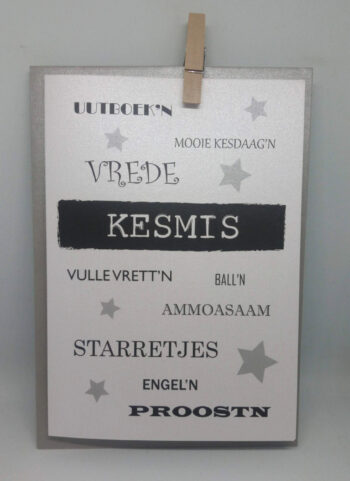 UUTBOEK'N
MOOIE KESDAAG'N
VREDE
KESMIS
VULLE VRETT'N
BALL'N
AMMOASAAM
STARRETJES
ENGEL'N
PROOSTN